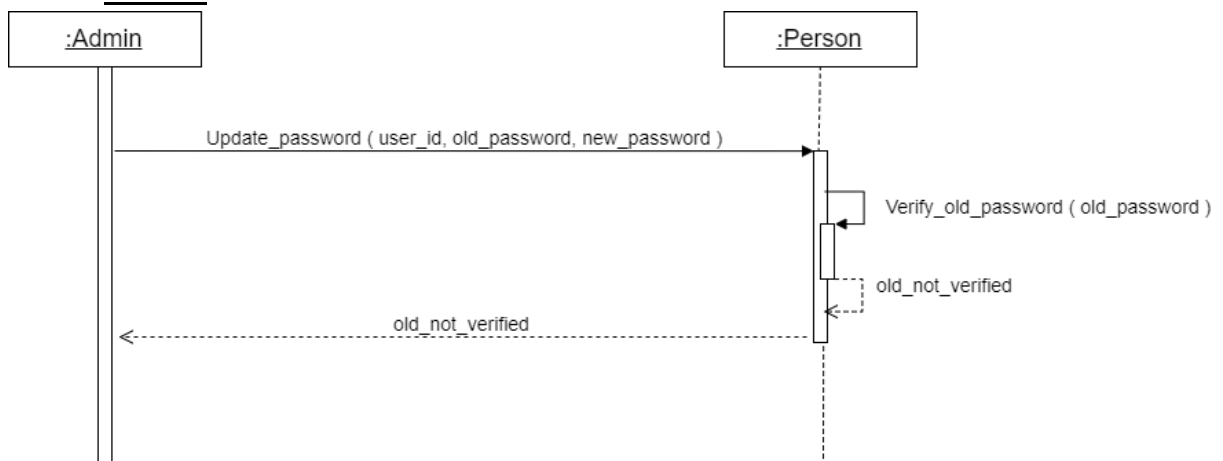 :Admin
:Person
Update_password ( user_id, old_password, new_password )
Verify_old_password ( old_password )
old_not_verified
old_not_verified